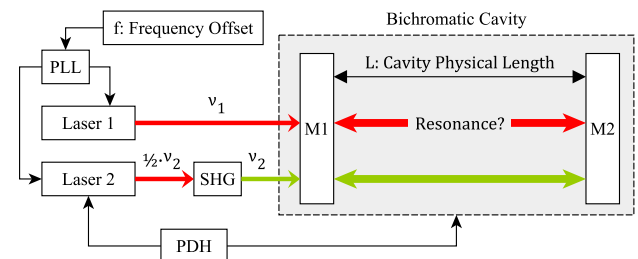 Bichromatic Cavity
f: Frequency Offset
PLL
L: Cavity Physical Length
ν₁
Laser 1
M1
Resonance?
M2
½.ν₂
ν₂
Laser 2
SHG
PDH